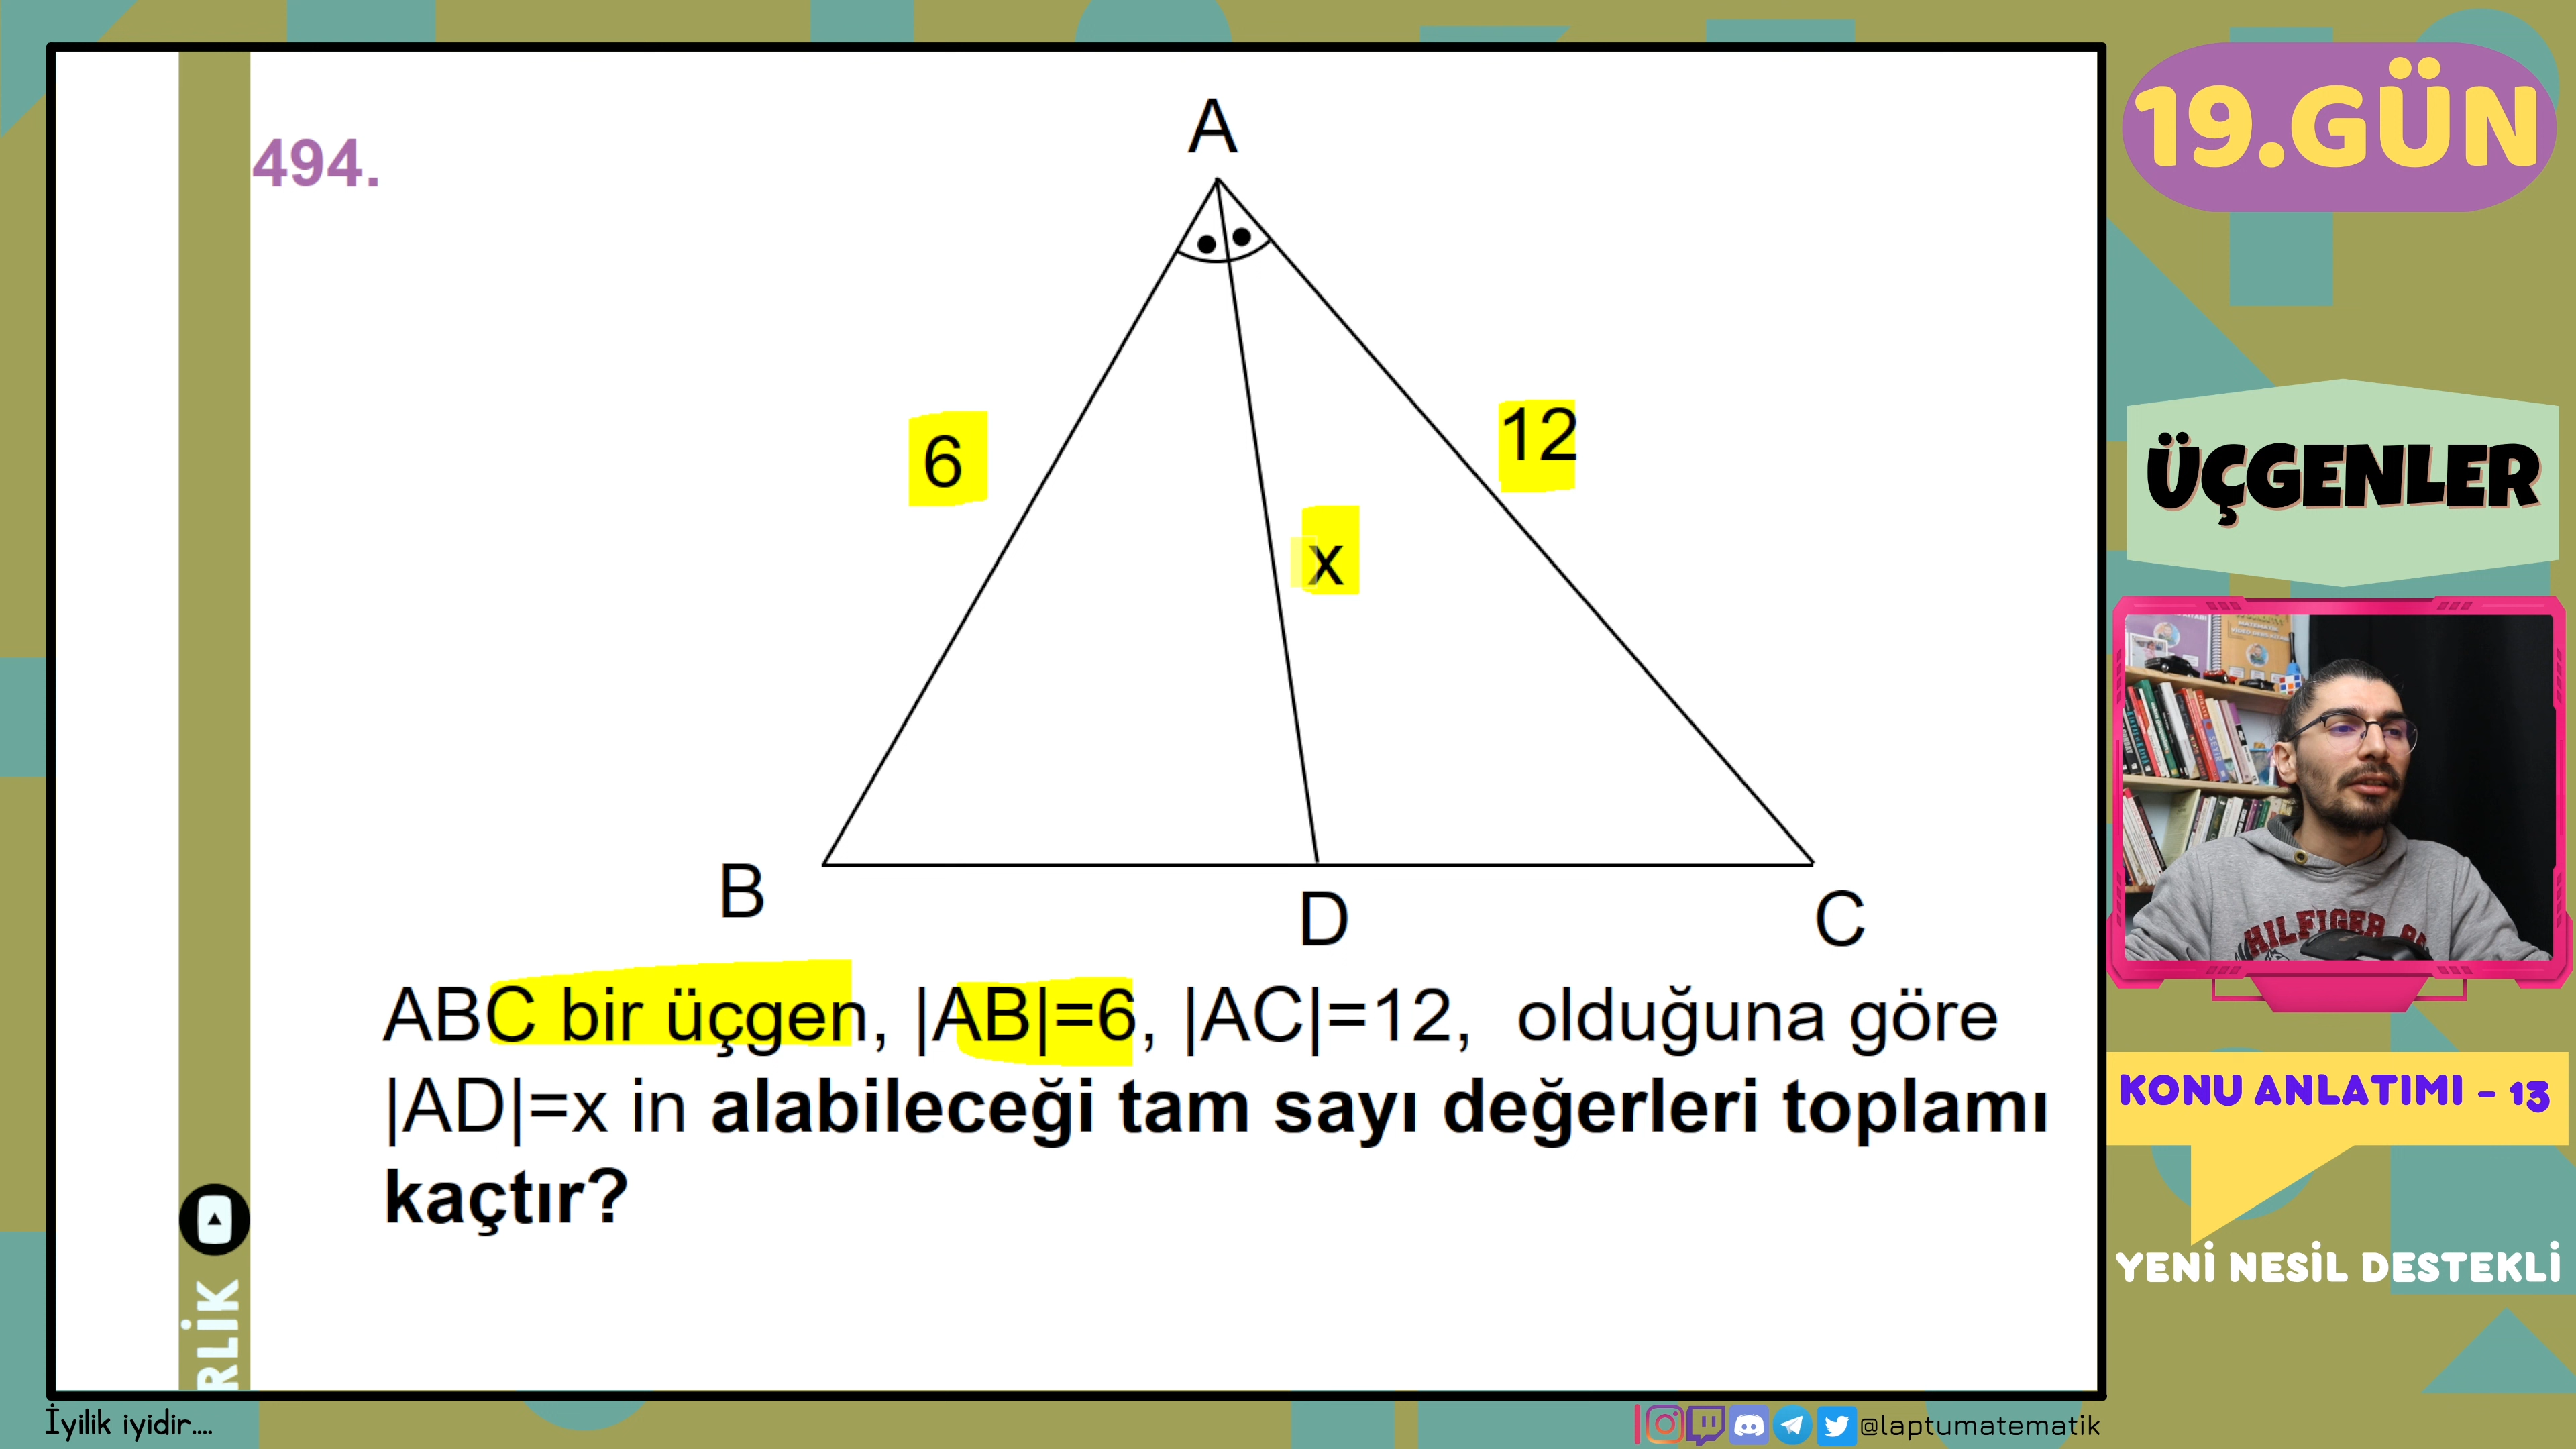 19.GÜN
494.
A
6
12
x
B
D
C
ABC bir üçgen, |AB|=6, |AC|=12, olduğuna göre
|AD|=x in alabileceği tam sayı değerleri toplamı
kaçtır?
RLİK
ÜÇGENLER
HILFIGER
KONU ANLATIMI - 13
YENİ NESİL DESTEKLİ
İyilik iyidir....
@laptumatematik